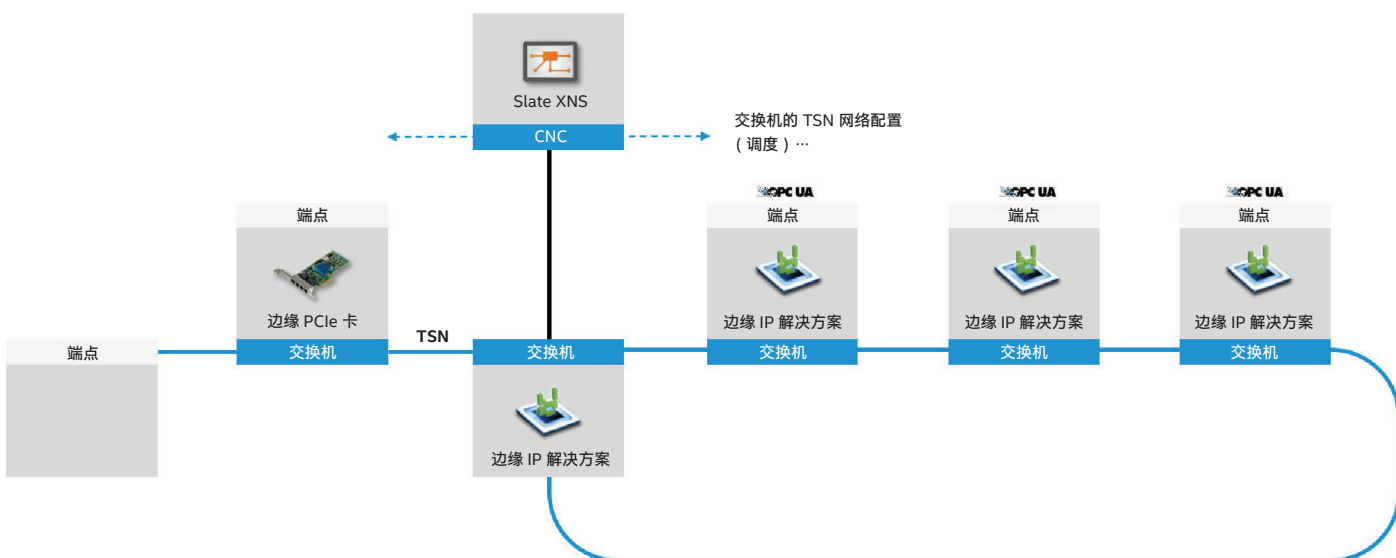 Slate XNS
CNC
交换机的 TSN 网络配置
(调度)…
OPC UA
OPC UA
OPC UA
端点
端点
端点
端点
边缘 PCIe 卡
边缘 IP 解决方案
边缘 IP 解决方案
边缘 IP 解决方案
TSN
端点
交换机
交换机
交换机
交换机
交换机
边缘 IP 解决方案